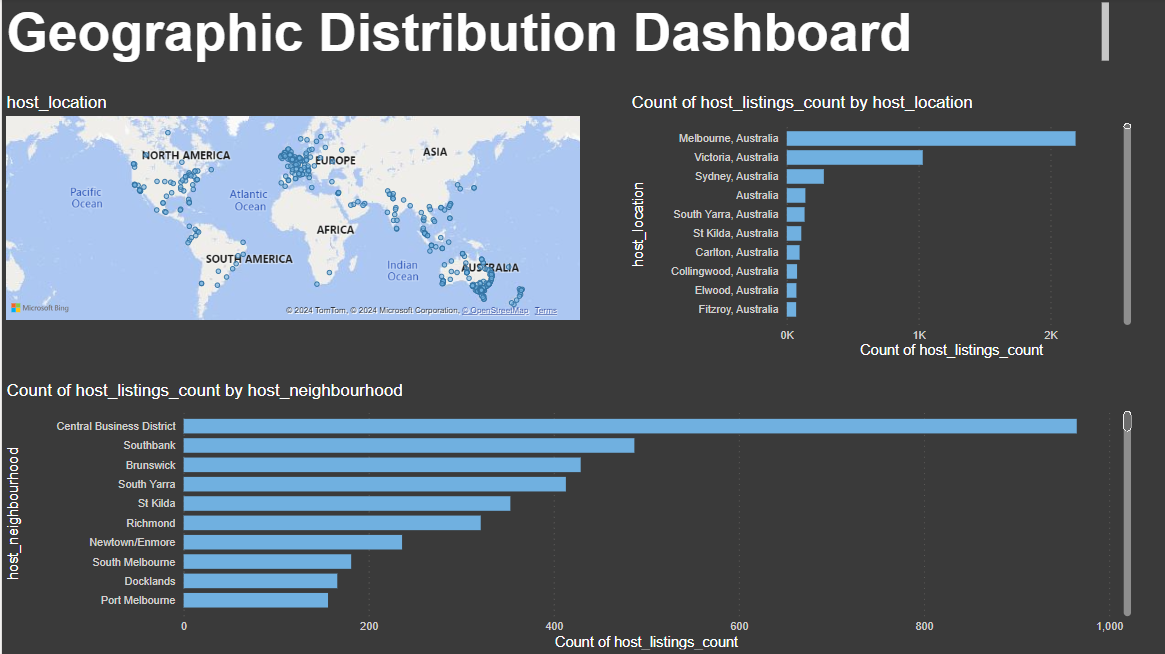 Geographic Distribution Dashboard
host_location
NORTH AMERICA
EUROPE
ASIA
Pacific
Ocean
Atlantic
Ocean
AFRICA
SOUTH AMERICA
Indian
Ocean
AUSTRALIA
Microsoft Bing
© 2024 TomTom, © 2024 Microsoft Corporation, © OpenStreetMap Terms
Count of host_listings_count by host_location
host_location
Melbourne, Australia
Victoria, Australia
Sydney, Australia
Australia
South Yarra, Australia
St Kilda, Australia
Carlton, Australia
Collingwood, Australia
Elwood, Australia
Fitzroy, Australia
0K 1K 2K
Count of host_listings_count
Count of host_listings_count by host_neighbourhood
host_neighbourhood
Central Business District
Southbank
Brunswick
South Yarra
St Kilda
Richmond
Newtown/Enmore
South Melbourne
Docklands
Port Melbourne
0 200 400 600 800 1,000
Count of host_listings_count